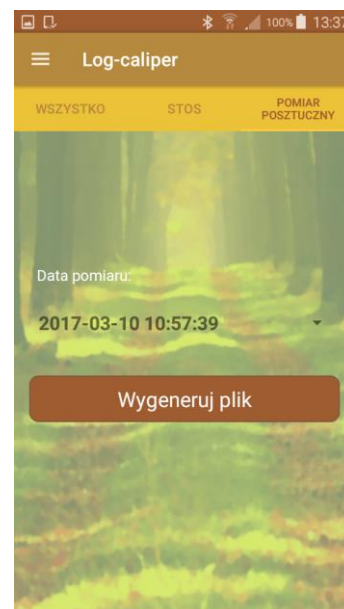 100% 13:37
Log-caliper
WSZYSTKO
STOS
POMIAR
POSZTUCZNY
Data pomiaru:
2017-03-10 10:57:39
Wygeneruj plik